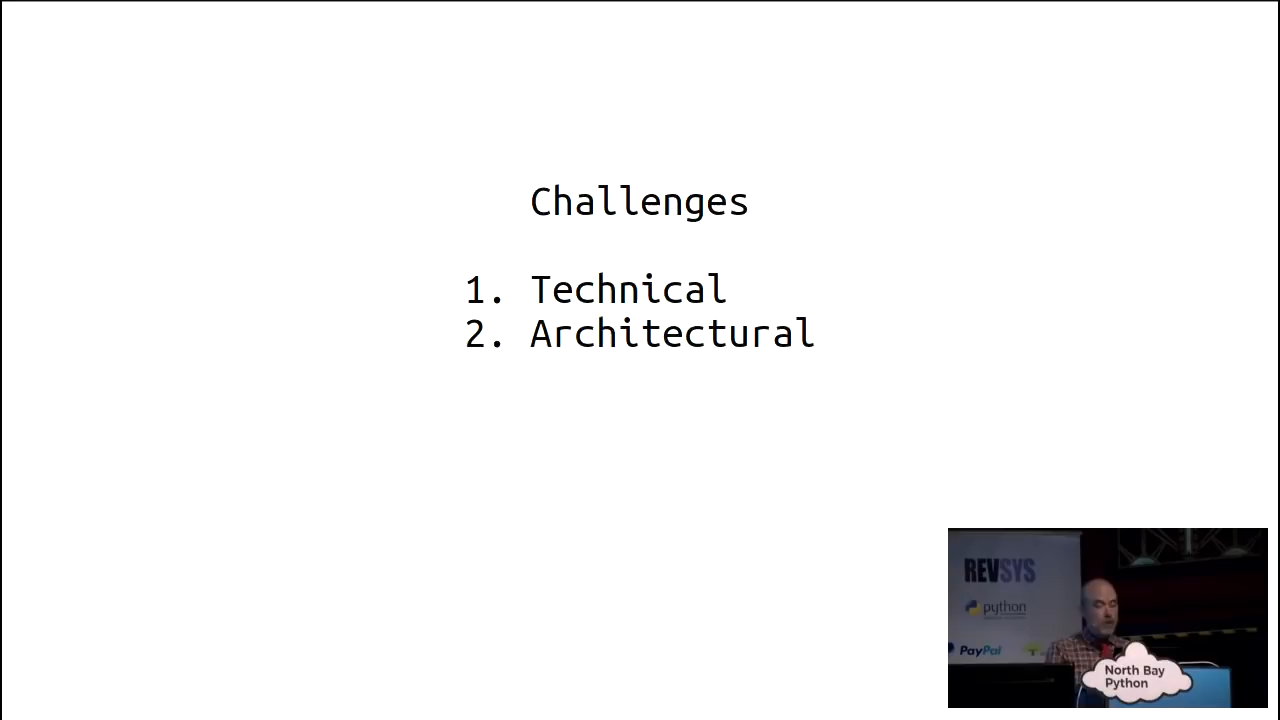 Challenges
1. Technical
2. Architectural
REVSYS
python
PayPal
North Bay
Python